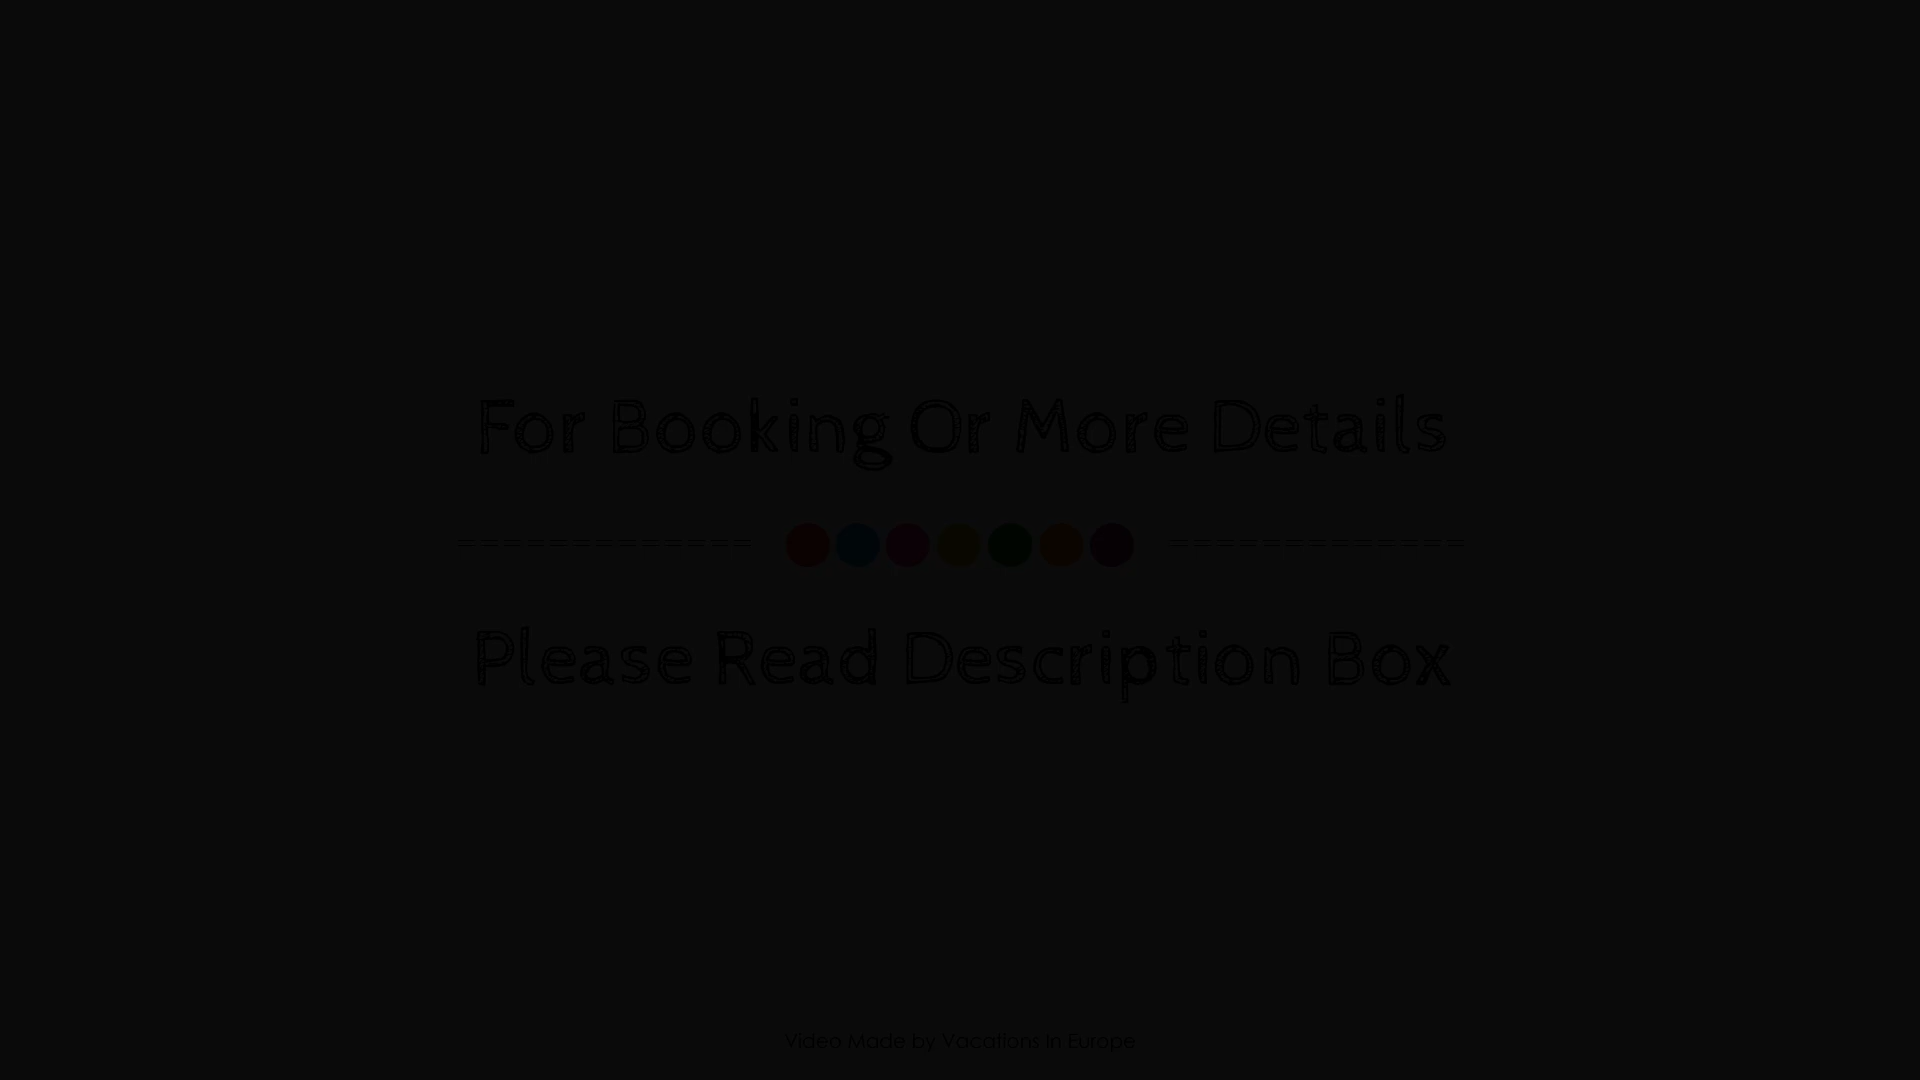 For Booking Or More Details
Please Read Description Box
Video Made by Vacations In Europe